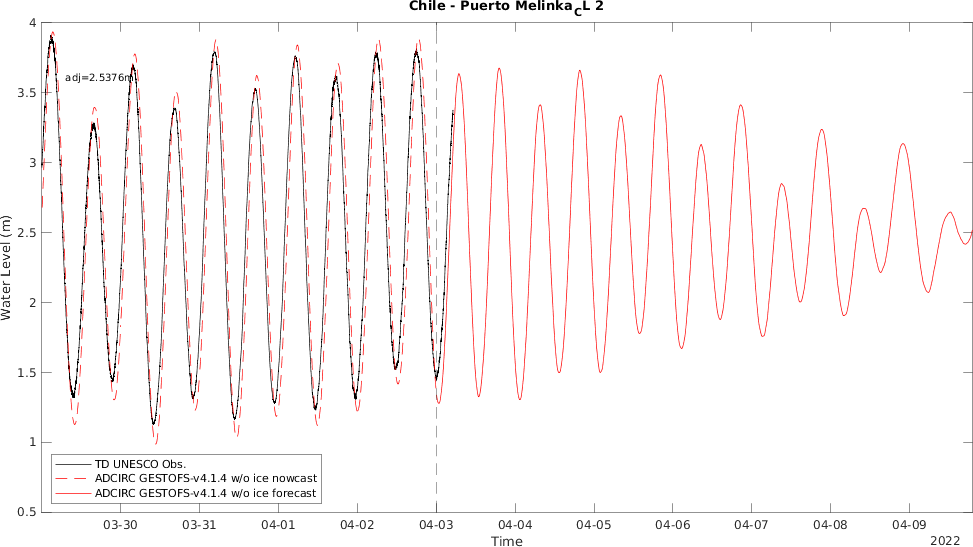 Chile - Puerto MelinkaCL 2
4
adj=2.5376m
3.5
3
2.5
2
1.5
1
0.5
Water Level (m)
TD UNESCO Obs.
ADCIRC GESTOFS-v4.1.4 w/o ice nowcast
ADCIRC GESTOFS-v4.1.4 w/o ice forecast
03-30 03-31 04-01 04-02 04-03 04-04 04-05 04-06 04-07 04-08 04-09
Time
2022